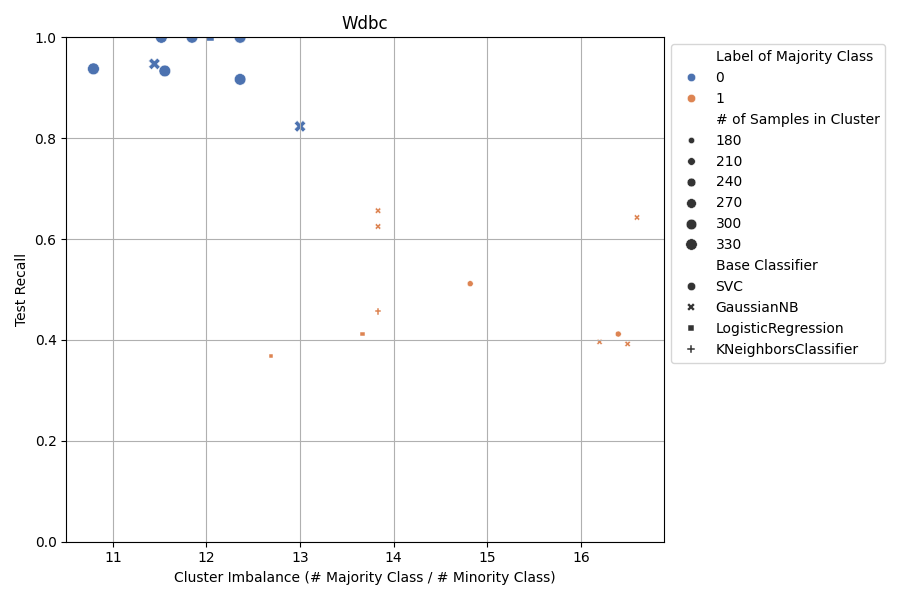 Wdbc
1.0
0.8
0.6
0.4
0.2
0.0
Test Recall
11
12
13
14
15
16
Cluster Imbalance (# Majority Class / # Minority Class)
Label of Majority Class
0
1
# of Samples in Cluster
180
210
240
270
300
330
Base Classifier
SVC
GaussianNB
LogisticRegression
KNeighborsClassifier